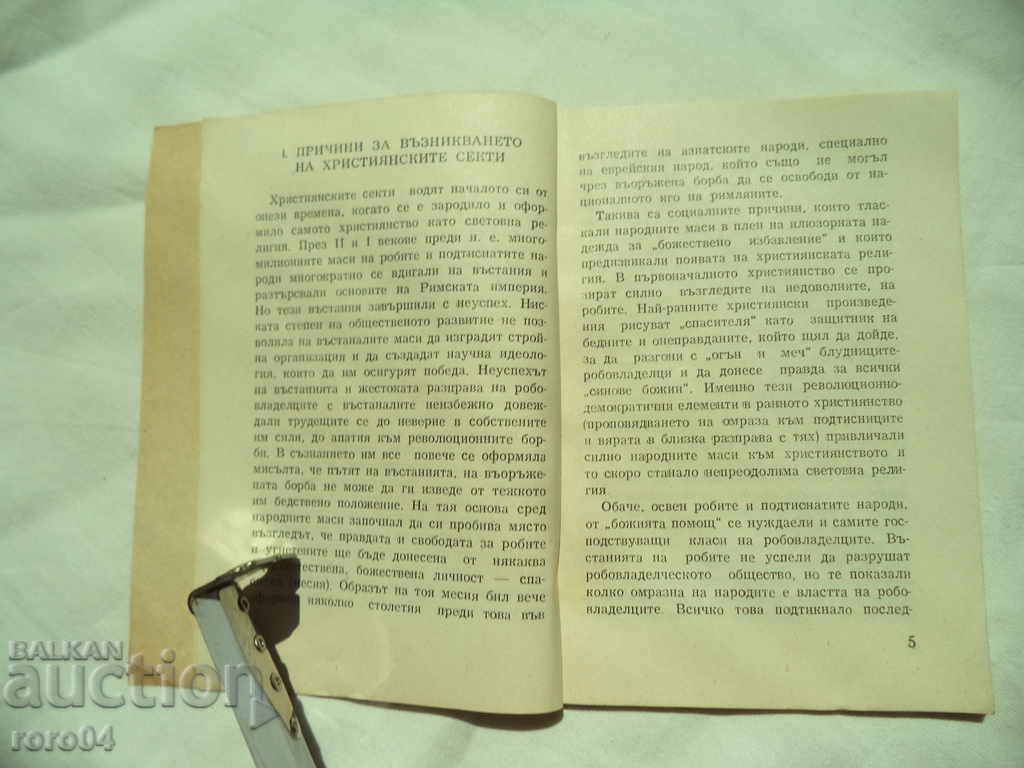 I. ПРИЧИНИ ЗА ВЪЗНИКВАНЕТО
НА ХРИСТИЯНСКИТЕ СЕКТИ
Християнските секти водят началото си от
онези времена, когато се е зародило и офор-
мило самото християнство като световна ре-
лигия. През II и I векове преди н. е. много-
милионните маси на робите и подтиснатите на-
роди многократно се вдигали на въстания и
разтърсвали основите на Римската империя.
Но тези въстания завършили с неуспех. Нис-
ката степен на общественото развитие не поз-
волила на въстаналите маси да изградят строй-
на организация и да създадат научна идеоло-
гия, които да им осигурят победа. Неуспехът
на въстанията и жестоката разправа на робо-
владелците с въстаналите неизбежно довеж-
дали трудещите се до неверие в собствените
им сили, до апатия към революционните бор-
би. В съзнанието им все повече се оформяла
мисълта, че пътят на въстанията, на въоръже-
ната борба не може да ги изведе от тежкото
им бедствено положение. На тая основа сред
народните маси започнал да си пробива място
възгледът, че правдата и свободата за робите
и угнетените ще бъде донесена от някаква
божествена личност — спа-
(месия). Образът на тоя месия бил вече
няколко столетия преди това във
възгледите на азиатските народи, специално
на еврейския народ, който също не могъл
чрез въоръжена борба да се освободи от на-
ционалното иго на римляните.
Такива са социалните причини, които тлас-
кали народните маси в плен на илюзорната на-
дежда за „божествено избавление" и които
предизвикали появата на християнската рели-
гия. В първоначалното християнство се про-
зират силно възгледите на недоволните, на
робите. Най-ранните християнски произведе-
ния рисуват „спасителя" като защитник на
бедните и онеправданите, който щял да дойде,
за да разгони с „огън и меч" блудниците-
робовладелци и да донесе правда за всички
„синове божии". Именно тези революционно-
демократични елементи в ранното християнство
(проповядването на омраза към подтисниците
и вярата в близка разправа с тях) привличали
силно народните маси към християнството и
то скоро станало непреодолима световна рели-
гия
Обаче, освен робите и подтиснатите народи,
от „божията помощ" се нуждаели и самите гос-
подствуващи класи на робовладелците. Въ-
станията на робите не успели да разрушат
робовладелческото общество, но те показали
колко омразна на народите е властта на робо-
владелците. Всичко това подтикнало послед-
5
BALKAN
auction
roro04